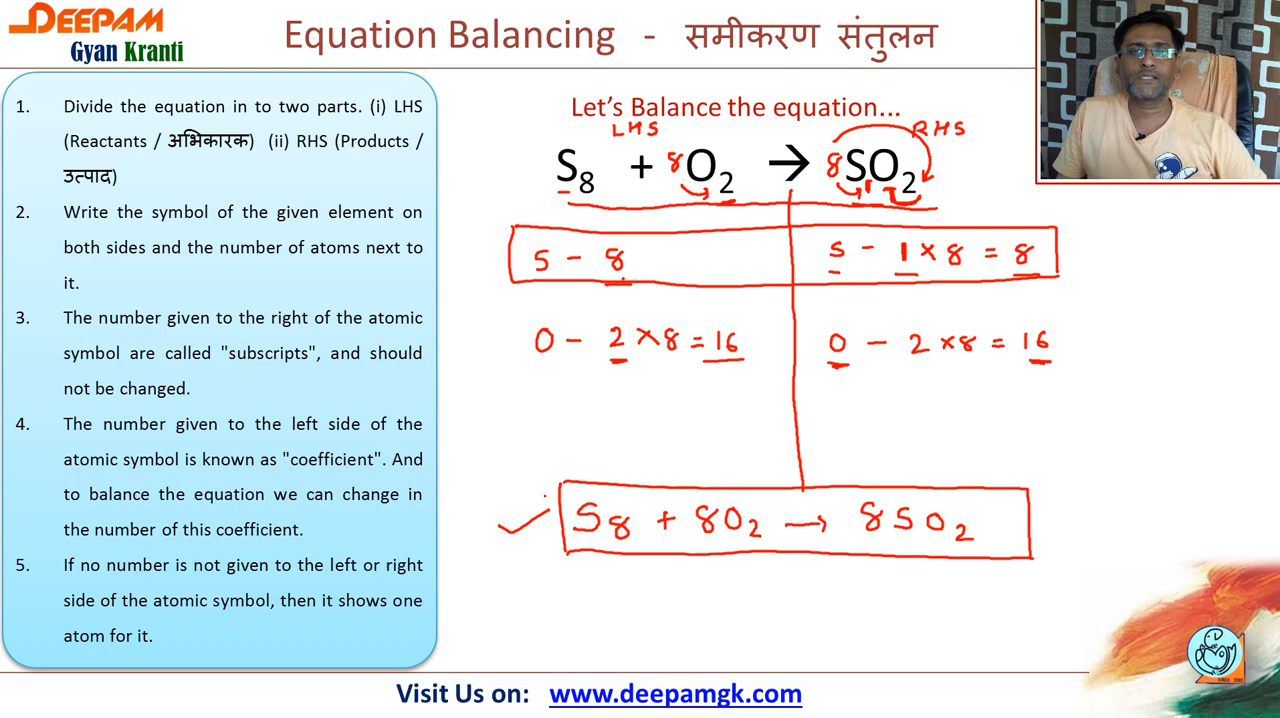 DEEPAM
Gyan Kranti
Equation Balancing - समीकरण संतुलन
1. Divide the equation in to two parts. (i) LHS
(Reactants / अभिकारक) (ii) RHS (Products /
उत्पाद)
2. Write the symbol of the given element on
both sides and the number of atoms next to
it.
3. The number given to the right of the atomic
symbol are called "subscripts", and should
not be changed.
4. The number given to the left side of the
atomic symbol is known as "coefficient". And
to balance the equation we can change in
the number of this coefficient.
5. If no number is not given to the left or right
side of the atomic symbol, then it shows one
atom for it.
Let's Balance the equation...
LHS RHS
S₈ + 8O₂ → 8SO₂
S - 8 S - 1 × 8 = 8
O - 2 × 8 = 16 O - 2 × 8 = 16
S₈ + 8O₂ → 8SO₂
Visit Us on: www.deepamgk.com